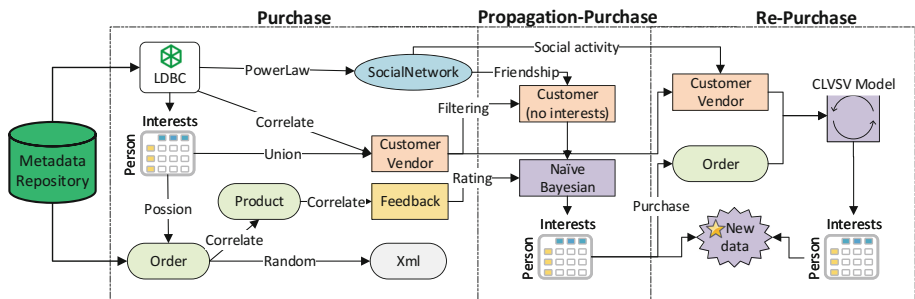 Purchase
Propagation-Purchase
Re-Purchase
LDBC
PowerLaw
SocialNetwork
Social activity
Friendship
Customer
(no interests)
Customer
Vendor
CLVSV Model
Filtering
Interests
Person
Correlate
Union
Customer
Vendor
Metadata
Repository
Naïve
Bayesian
Order
Rating
Possion
Product
Correlate
Feedback
Purchase
Correlate
Order
Random
Xml
Interests
Person
New
data
Interests
Person